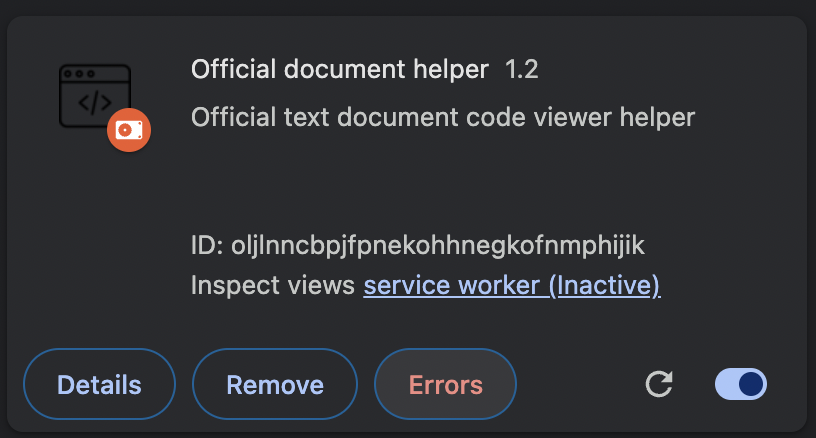 Official document helper 1.2
Official text document code viewer helper
ID: oljlnncbpjfpnekohhnegkofnmphijik
Inspect views service worker (Inactive)
Details Remove Errors